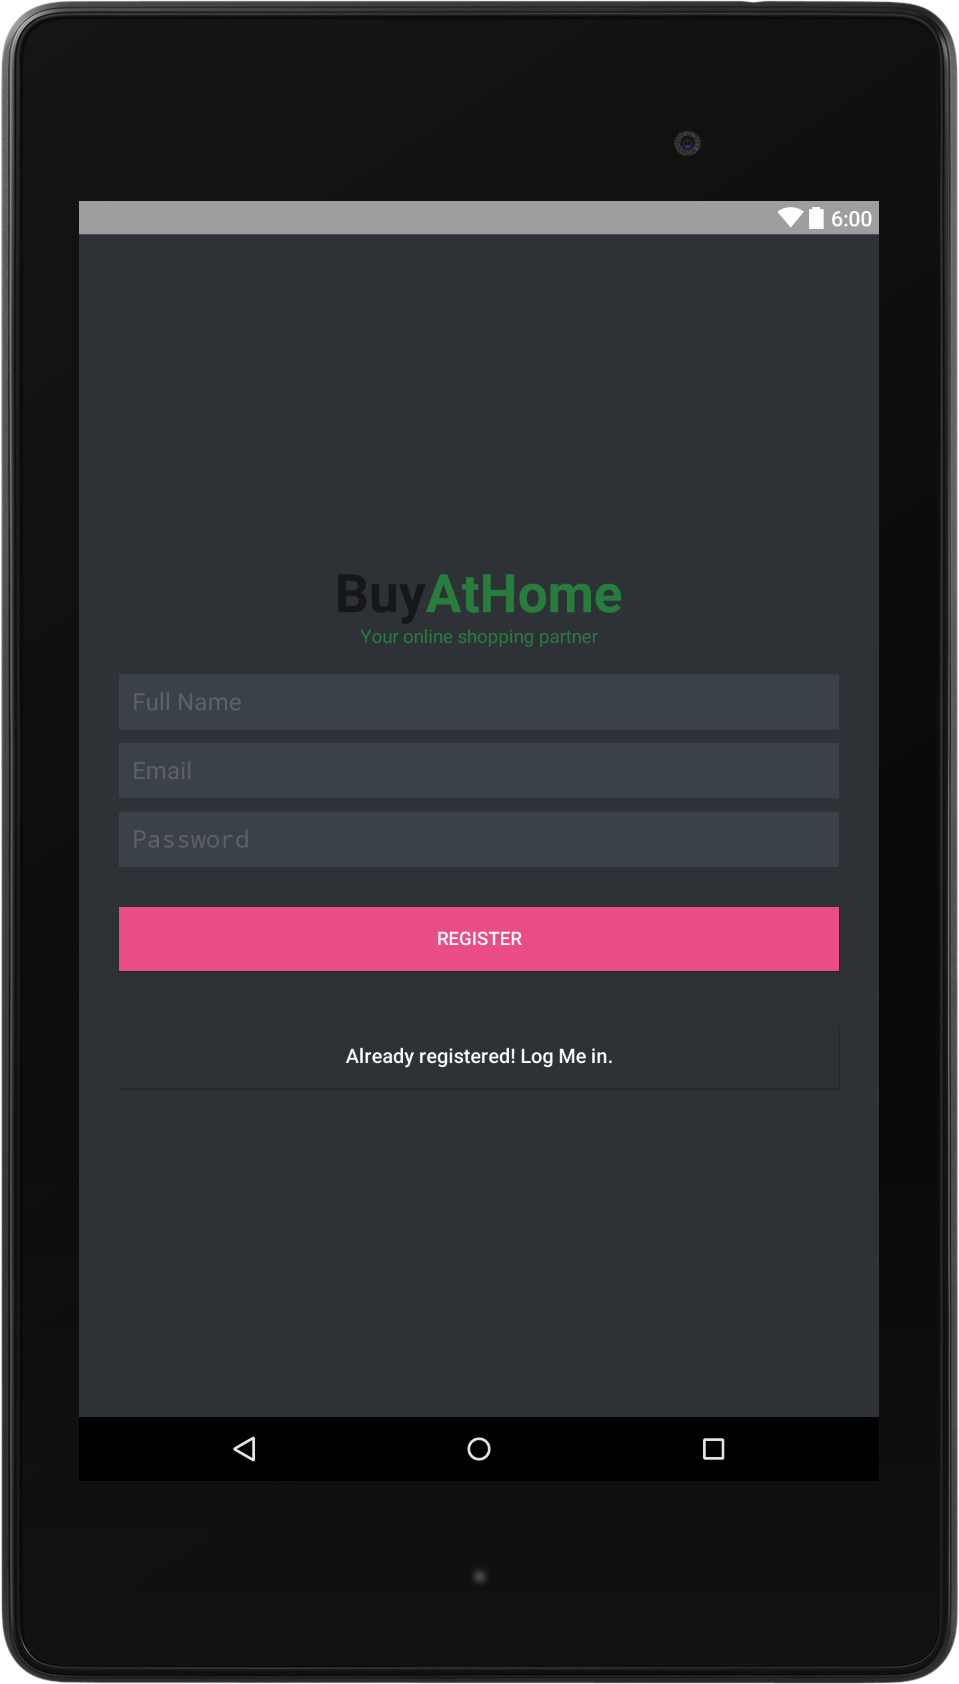 6:00
BuyAtHome
Your online shopping partner
Full Name
Email
Password
REGISTER
Already registered! Log Me in.